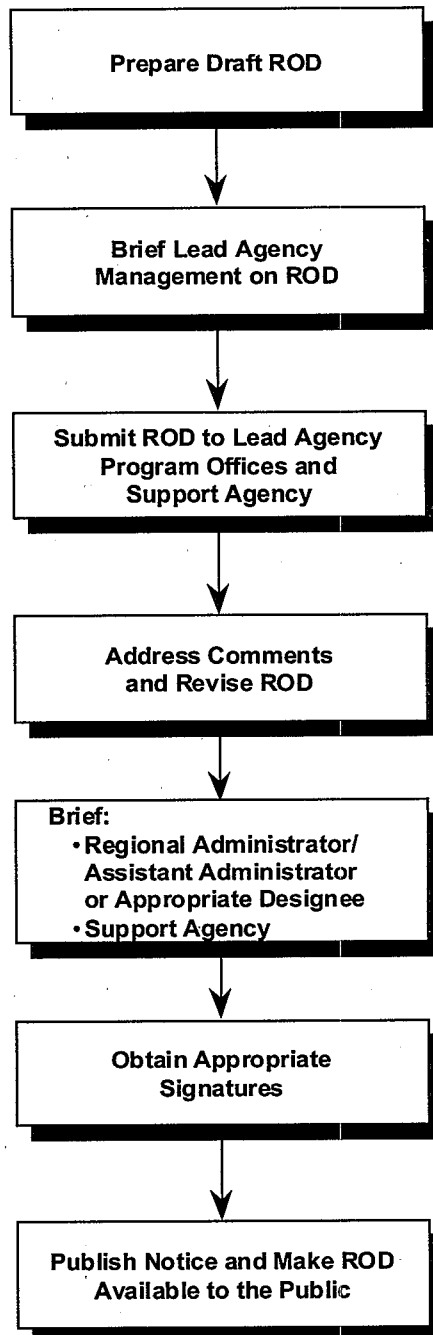 Prepare Draft ROD
Brief Lead Agency
Management on ROD
Submit ROD to Lead Agency
Program Offices and
Support Agency
Address Comments
and Revise ROD
Brief:
• Regional Administrator/
Assistant Administrator
or Appropriate Designee
• Support Agency
Obtain Appropriate
Signatures
Publish Notice and Make ROD
Available to the Public